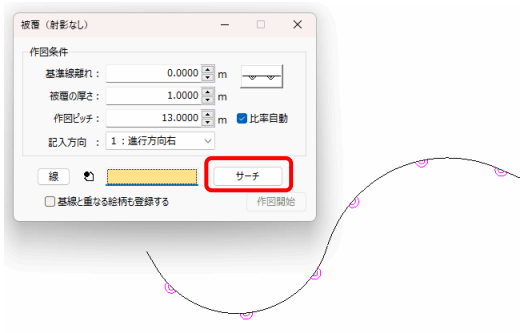 被覆（射影なし）
作図条件
基準線離れ： 0.0000 m
被覆の厚さ： 1.0000 m
作図ピッチ： 13.0000 m 比率自動
記入方向 ： 1：進行方向右
線 サーチ
基線と重なる絵柄も登録する 作図開始